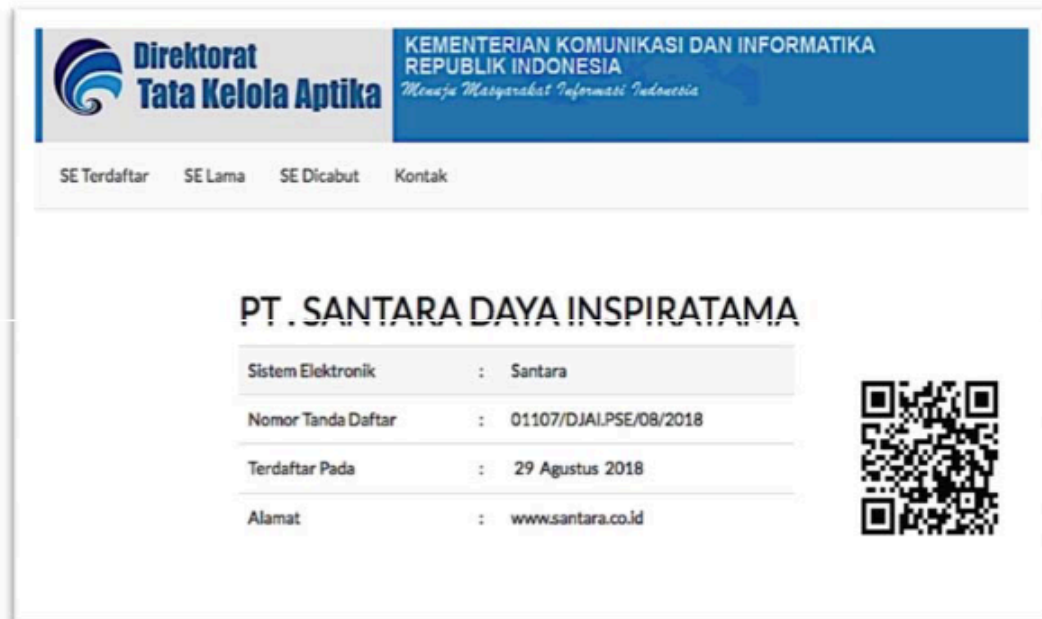 Direktorat
Tata Kelola Aptika
KEMENTERIAN KOMUNIKASI DAN INFORMATIKA
REPUBLIK INDONESIA
Menuju Masyarakat Informasi Indonesia
SE Terdaftar SE Lama SE Dicabut Kontak
PT . SANTARA DAYA INSPIRATAMA
Sistem Elektronik : Santara
Nomor Tanda Daftar : 01107/DJAI.PSE/08/2018
Terdaftar Pada : 29 Agustus 2018
Alamat : www.santara.co.id